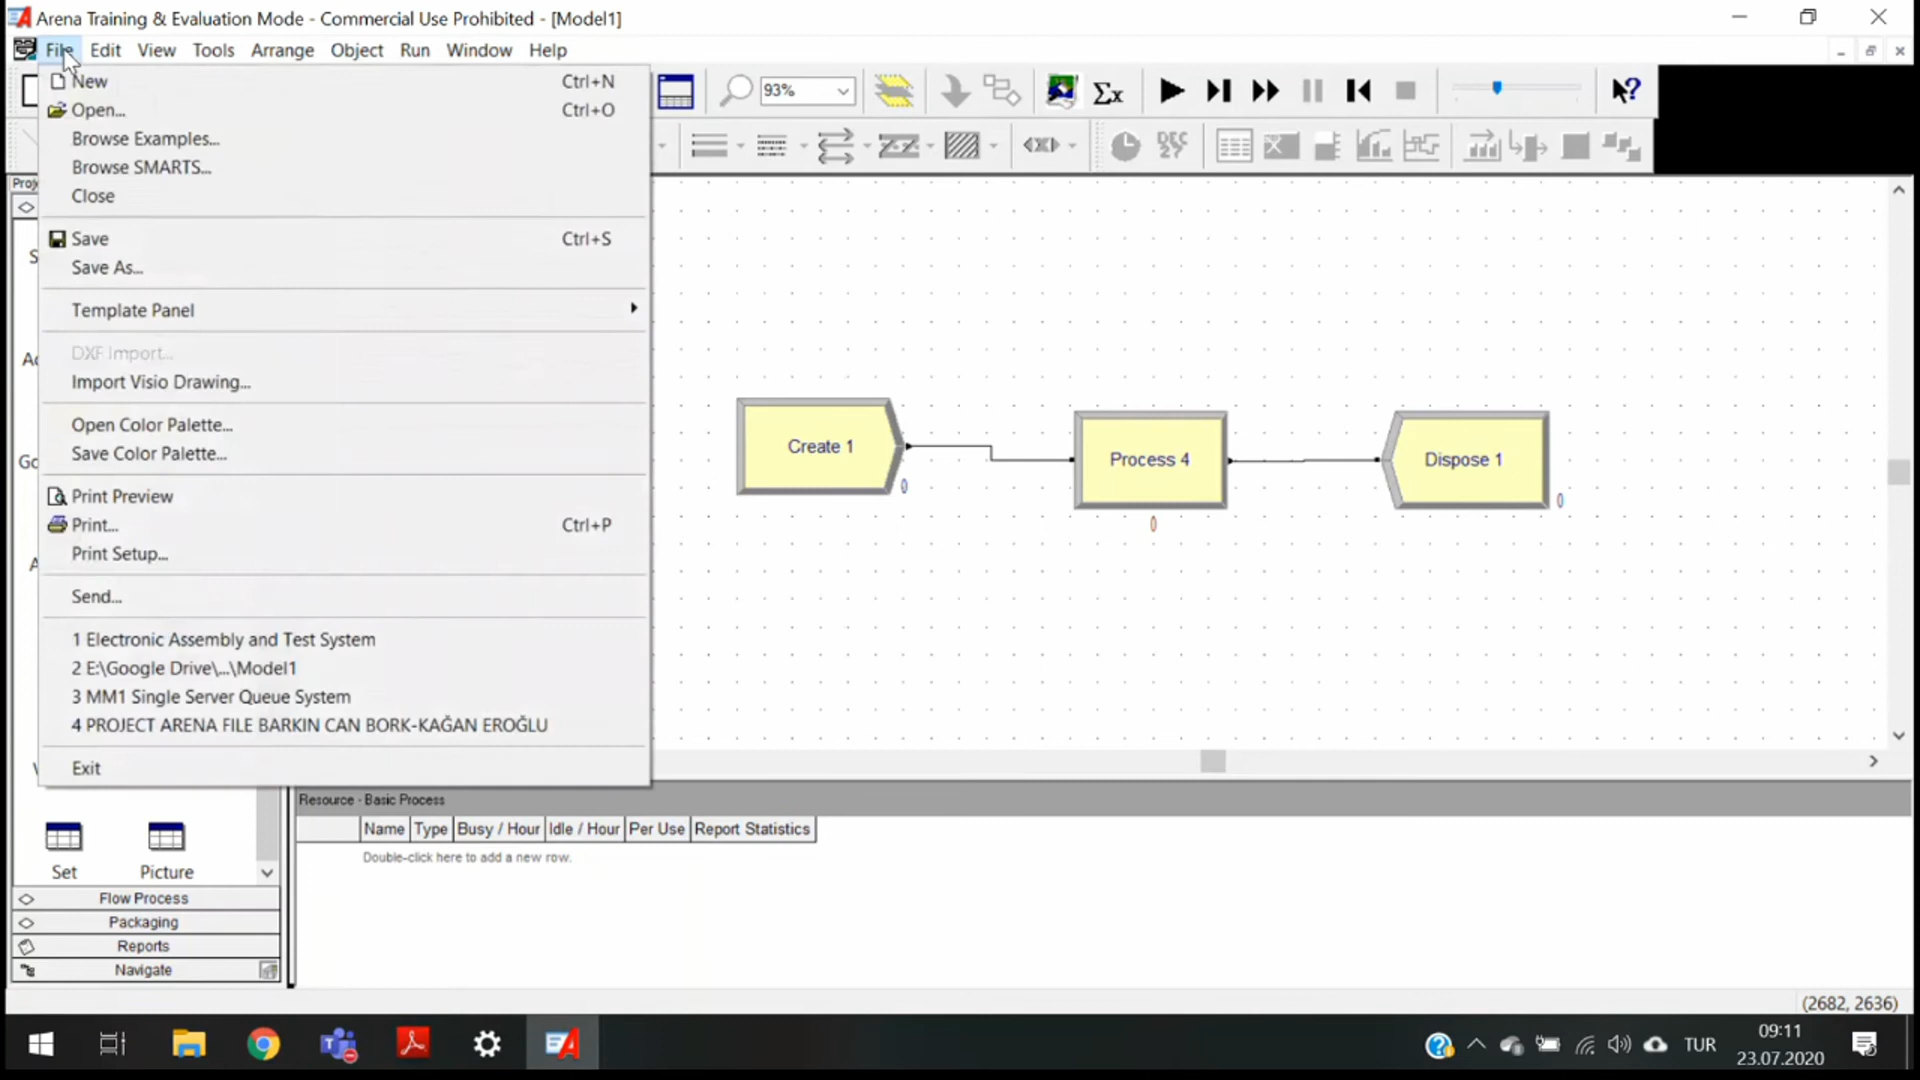 Arena Training & Evaluation Mode - Commercial Use Prohibited - [Model1]
File Edit View Tools Arrange Object Run Window Help
New Ctrl+N
Open... Ctrl+O
Browse Examples...
Browse SMARTS...
Close
Save Ctrl+S
Save As...
Template Panel
DXF Import...
Import Visio Drawing...
Open Color Palette...
Save Color Palette...
Print Preview
Print... Ctrl+P
Print Setup...
Send...
1 Electronic Assembly and Test System
2 E:\Google Drive\...\Model1
3 MM1 Single Server Queue System
4 PROJECT ARENA FILE BARKIN CAN BORK-KAĞAN EROĞLU
Exit
93%
Σx
DEC
27
Create 1
0
Process 4
0
Dispose 1
0
Set Picture
Flow Process
Packaging
Reports
Navigate
Resource - Basic Process
Name Type Busy / Hour Idle / Hour Per Use Report Statistics
Double-click here to add a new row.
(2682, 2636)
TUR
09:11
23.07.2020